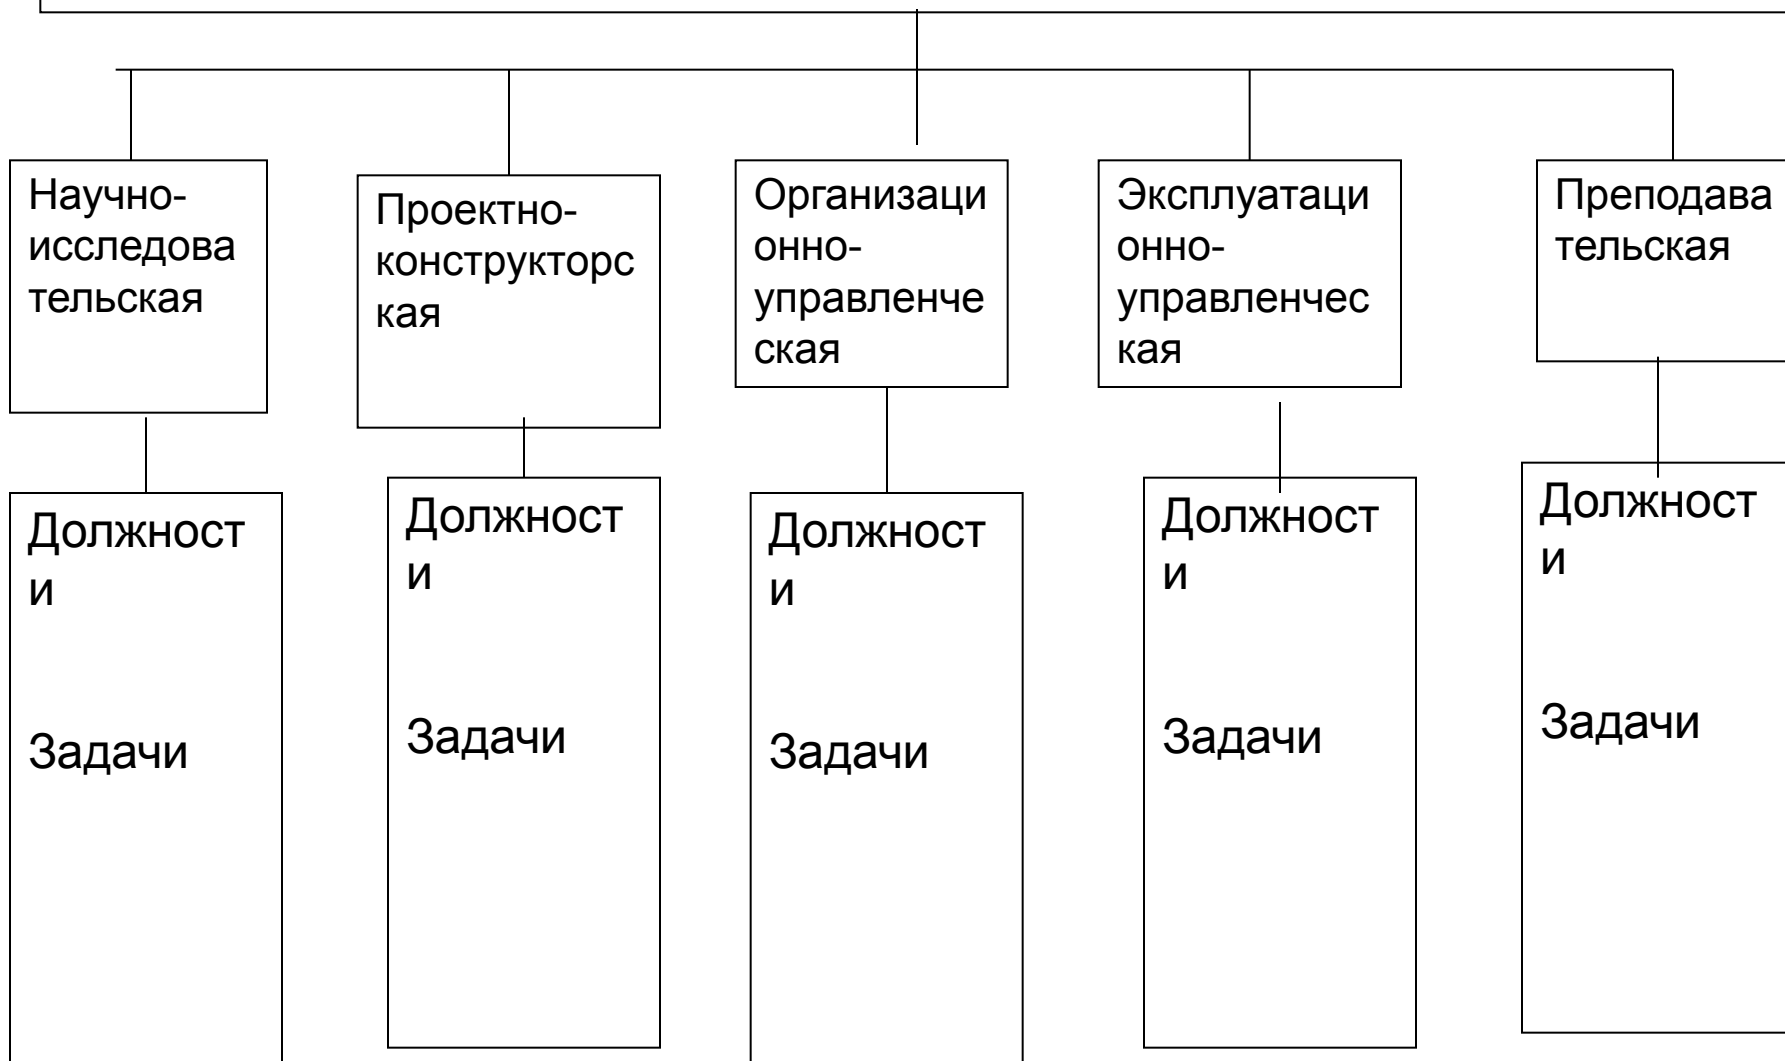 Научно-
исследова
тельская
Проектно-
конструкторс
кая
Организаци
онно-
управленче
ская
Эксплуатаци
онно-
управленчес
кая
Преподава
тельская
Должност
и
Задачи
Должност
и
Задачи
Должност
и
Задачи
Должност
и
Задачи
Должност
и
Задачи